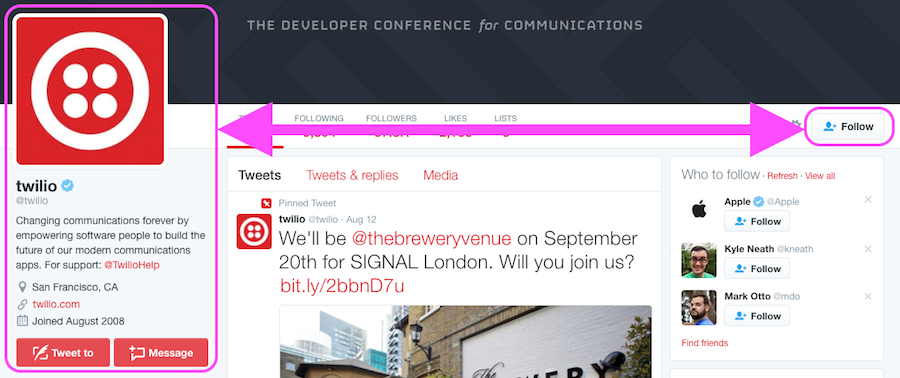 THE DEVELOPER CONFERENCE for COMMUNICATIONS
FOLLOWING
FOLLOWERS
LIKES
LISTS
Follow
twilio
@twilio
Changing communications forever by
empowering software people to build the
future of our modern communications
apps. For support: @TwilioHelp
San Francisco, CA
twilio.com
Joined August 2008
Tweet to
Message
Tweets
Tweets & replies
Media
Pinned Tweet
twilio @twilio · Aug 12
We'll be @thebreweryvenue on September
20th for SIGNAL London. Will you join us?
bit.ly/2bbnD7u
The
Who to follow · Refresh · View all
Apple @Apple
Follow
Kyle Neath @kneath
Follow
Mark Otto @mdo
Follow
Find friends